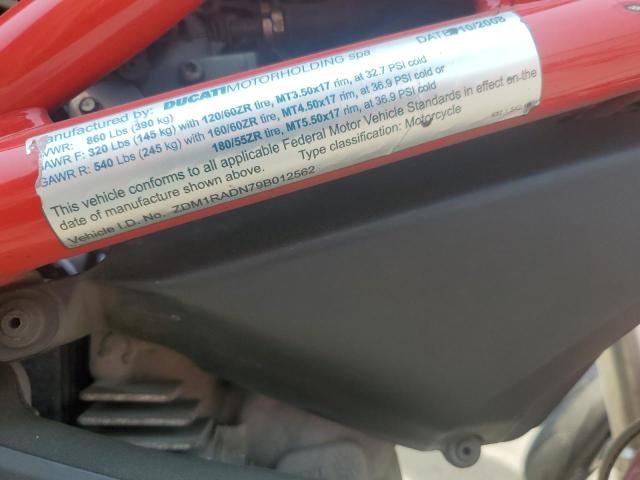 Manufactured by: DUCATIMOTORHOLDING spa DATE 10/2008
GVWR: 860 Lbs (390 kg)
GAWR F: 320 Lbs (145 kg) with 120/60ZR tire, MT3.50x17 rim, at 32.7 PSI cold
GAWR R: 540 Lbs (245 kg) with 160/60ZR tire, MT4.50x17 rim, at 36.9 PSI cold or
180/55ZR tire, MT5.50x17 rim, at 36.9 PSI cold
This vehicle conforms to all applicable Federal Motor Vehicle Standards in effect on the
date of manufacture shown above. Type classification: Motorcycle
Vehicle I.D. No. ZDM1RADN79B012562